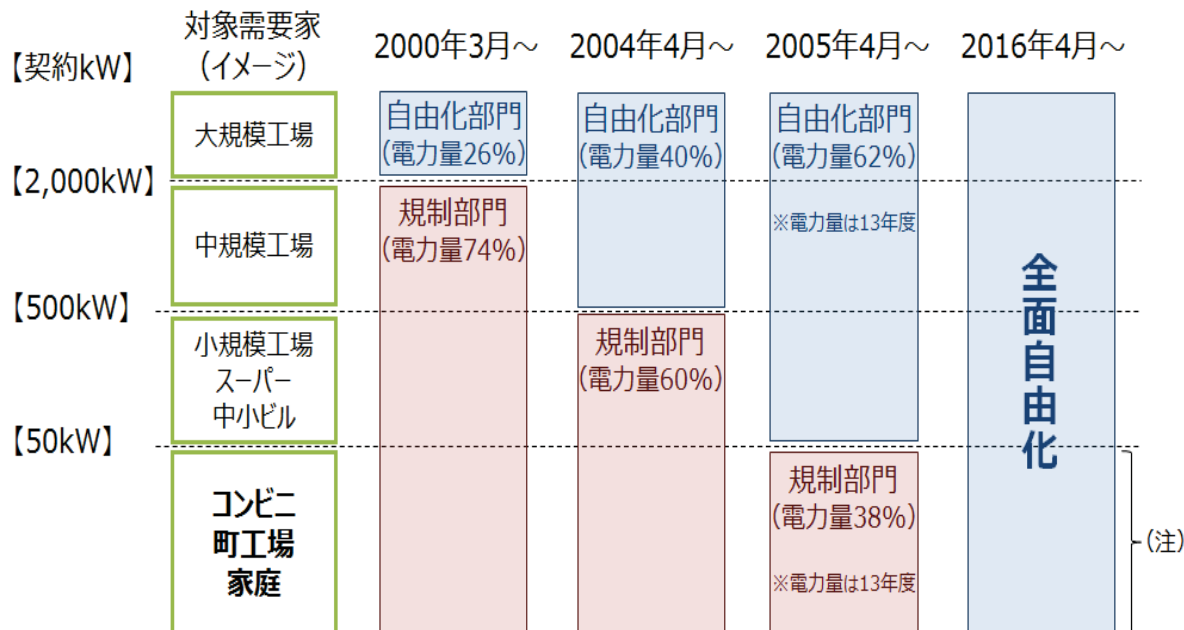 【契約kW】
対象需要家
（イメージ）
2000年3月～
2004年4月～
2005年4月～
2016年4月～
大規模工場
自由化部門
(電力量26%)
自由化部門
(電力量40%)
自由化部門
(電力量62%)
※電力量は13年度
【2,000kW】
中規模工場
規制部門
(電力量74%)
全面自由化
【500kW】
小規模工場
スーパー
中小ビル
規制部門
(電力量60%)
【50kW】
コンビニ
町工場
家庭
規制部門
(電力量38%)
※電力量は13年度
(注)